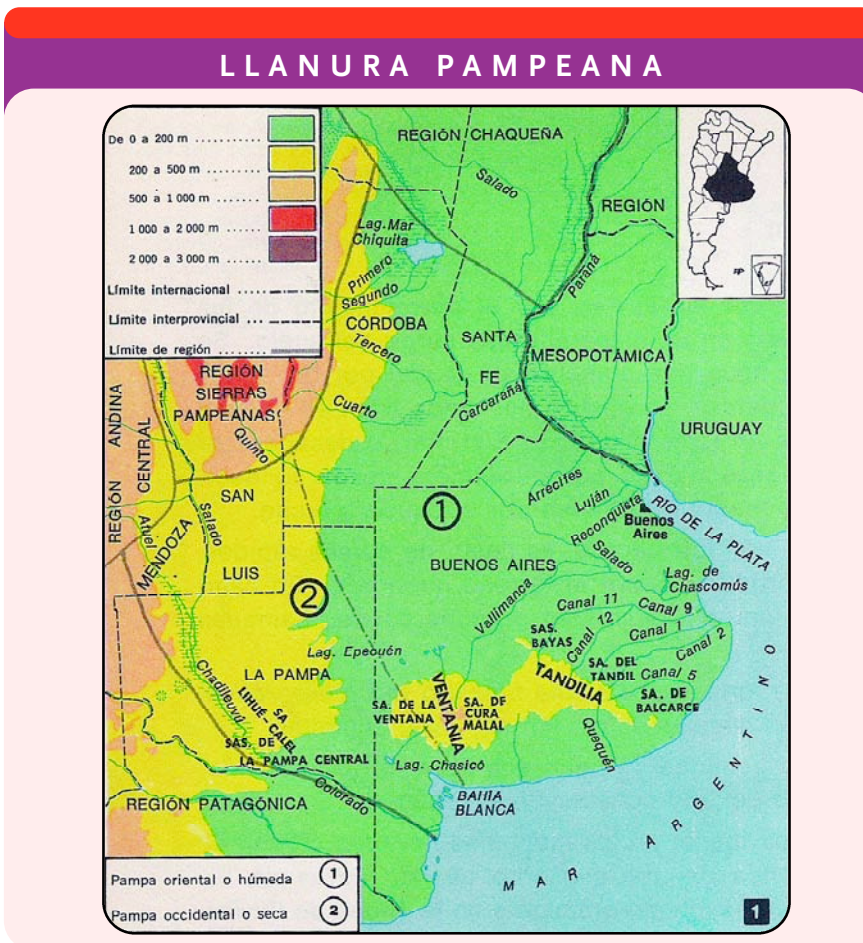 LLANURA PAMPEANA
De 0 a 200 m ..........
200 a 500 m .......
500 a 1 000 m .......
1 000 a 2 000 m ......
2 000 a 3 000 m ......
Límite internacional
Límite interprovincial ...
Límite de región ........
REGIÓN CHAQUEÑA
Salado
REGIÓN
Lag. Mar
Chiquita
Primero
Segundo
Paraná
CÓRDOBA
Tercero
SANTA
FE
MESOPOTÁMICA
REGIÓN
SIERRAS
PAMPEANAS
Cuarto
Carcarañá
URUGUAY
REGIÓN ANDINA
CENTRAL
Quinto
SAN
LUIS
Salado
Atuel
MENDOZA
1
Arrecifes
Luján
Reconquista
Buenos
Aires
RIO DE LA PLATA
BUENOS AIRES
Salado
Lag. de
Chascomús
2
Vallimanca
Canal 11
Canal 9
Canal 12
Canal 1
Canal 2
SAS.
BAYAS
Lag. Epecuén
LA PAMPA
SA. DEL
TANDIL
Canal 5
TANDILIA
SA. DE
BALCARCE
Chadileuvú
SA
LIHUÉ-CALEL
SA. DE LA
VENTANA
VENTANIA
SA. DE
CURA
MALAL
SAS. DE
LA PAMPA CENTRAL
Lag. Chasicó
Quequén
Colorado
REGIÓN PATAGÓNICA
BAHIA
BLANCA
MAR ARGENTINO
Pampa oriental o húmeda 1
Pampa occidental o seca 2
1